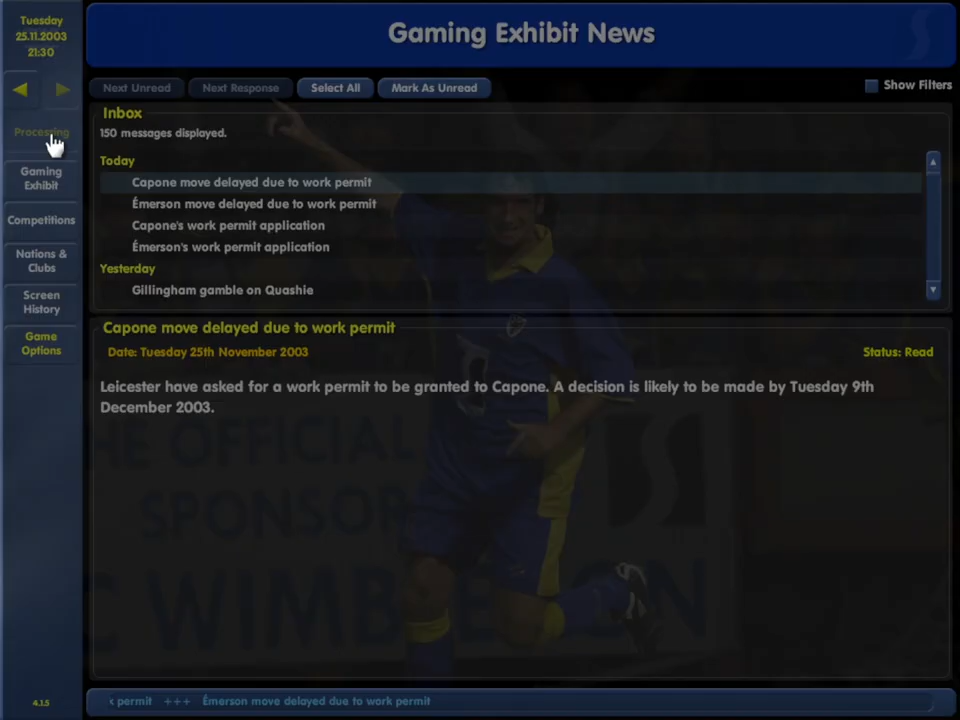 Tuesday
25.11.2003
21:30
Processing
Gaming
Exhibit
Competitions
Nations &
Clubs
Screen
History
Game
Options
4.1.5
Gaming Exhibit News
Next Unread
Next Response
Select All
Mark As Unread
Show Filters
Inbox
150 messages displayed.
Today
Capone move delayed due to work permit
Émerson move delayed due to work permit
Capone's work permit application
Émerson's work permit application
Yesterday
Gillingham gamble on Quashie
Capone move delayed due to work permit
Date: Tuesday 25th November 2003
Status: Read
Leicester have asked for a work permit to be granted to Capone. A decision is likely to be made by Tuesday 9th
December 2003.
THE OFFICIAL
SPONSOR
C WIMB ON
k permit +++ Émerson move delayed due to work permit